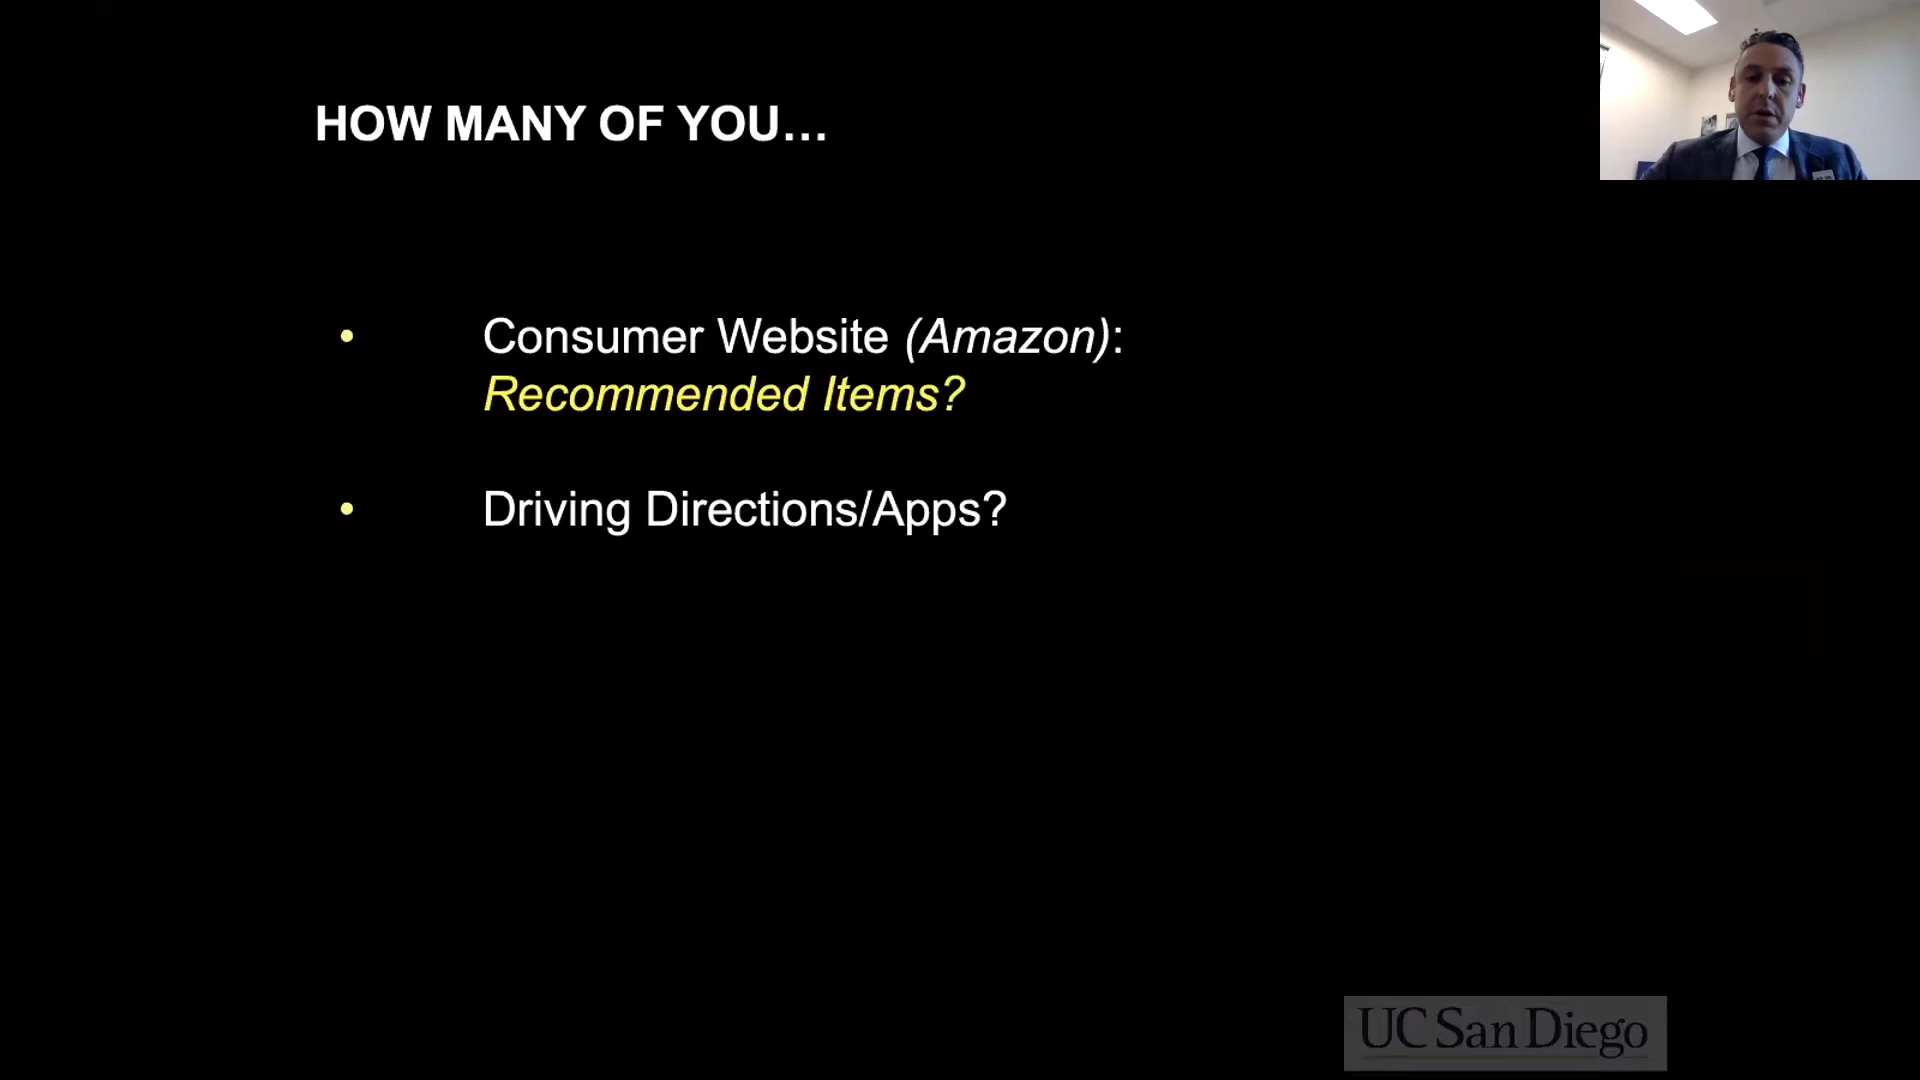 HOW MANY OF YOU…
• Consumer Website (Amazon):
Recommended Items?
• Driving Directions/Apps?
UC San Diego